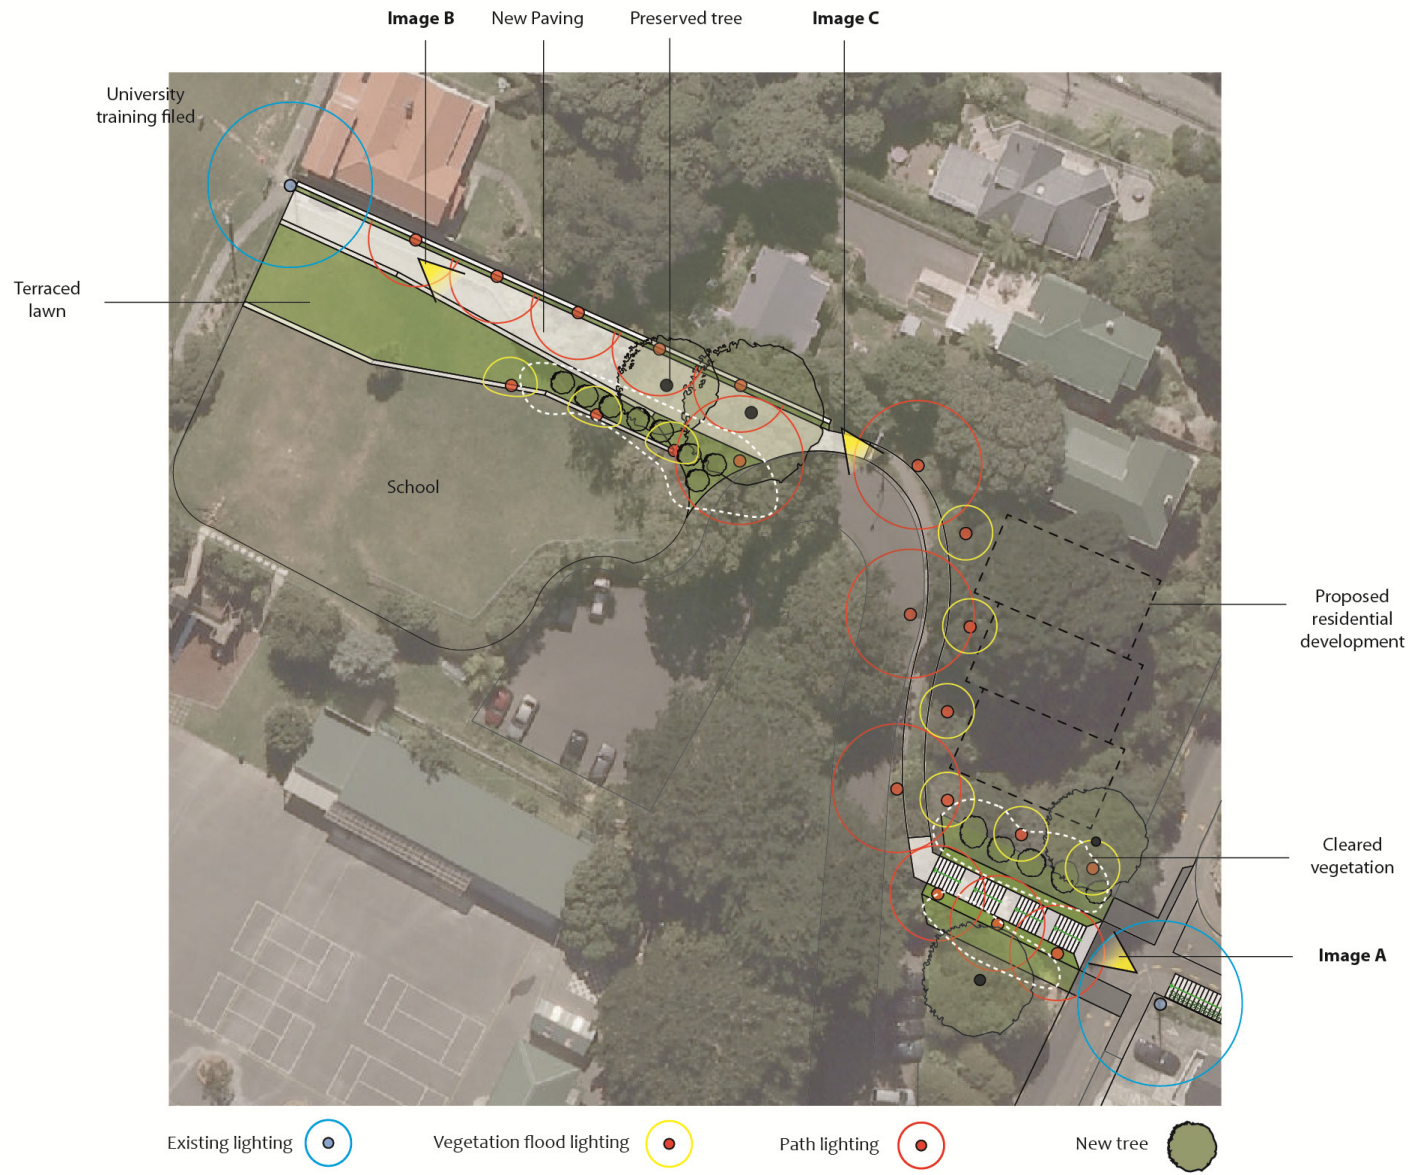 Image B New Paving Preserved tree Image C
University
training filed
Terraced
lawn
School
Proposed
residential
development
Cleared
vegetation
Image A
Existing lighting Vegetation flood lighting Path lighting New tree